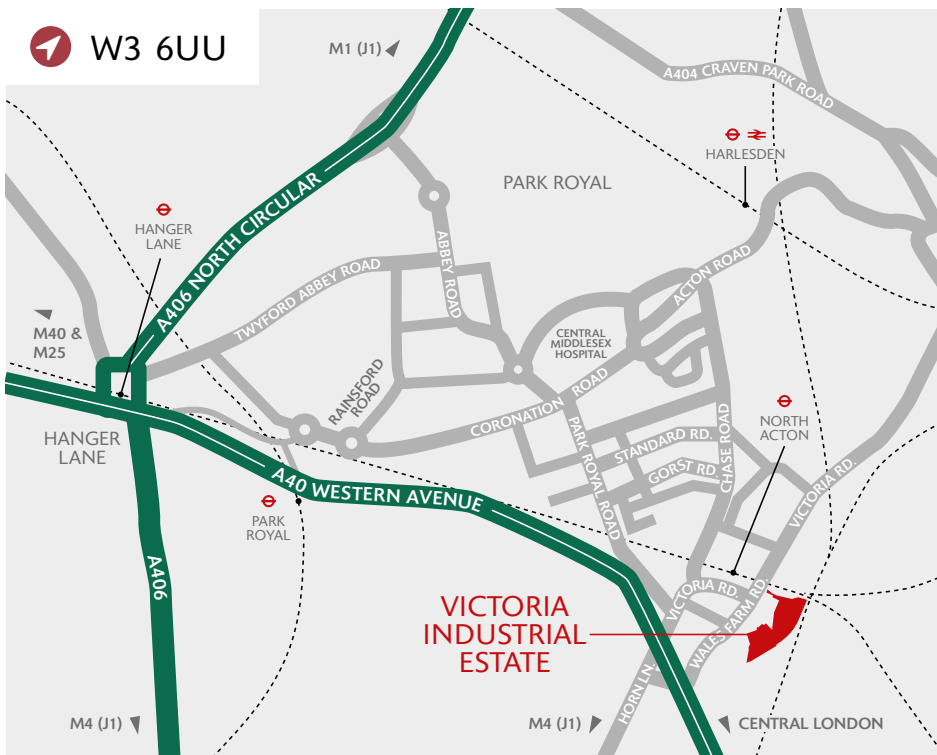 W3 6UU
M1 (J1)
A404 CRAVEN PARK ROAD
HARLESDEN
PARK ROYAL
A406 NORTH CIRCULAR
HANGER
LANE
ABBEY ROAD
ACTON ROAD
TWYFORD ABBEY ROAD
M40 &
M25
CENTRAL
MIDDLESEX
HOSPITAL
RAINSFORD
ROAD
CORONATION ROAD
HANGER
LANE
NORTH
ACTON
STANDARD RD.
GORST RD.
CHASE ROAD
PARK ROYAL ROAD
VICTORIA RD.
A40 WESTERN AVENUE
PARK
ROYAL
A406
VICTORIA RD.
WALES FARM RD.
VICTORIA
INDUSTRIAL
ESTATE
HORN LN.
M4 (J1)
M4 (J1)
CENTRAL LONDON